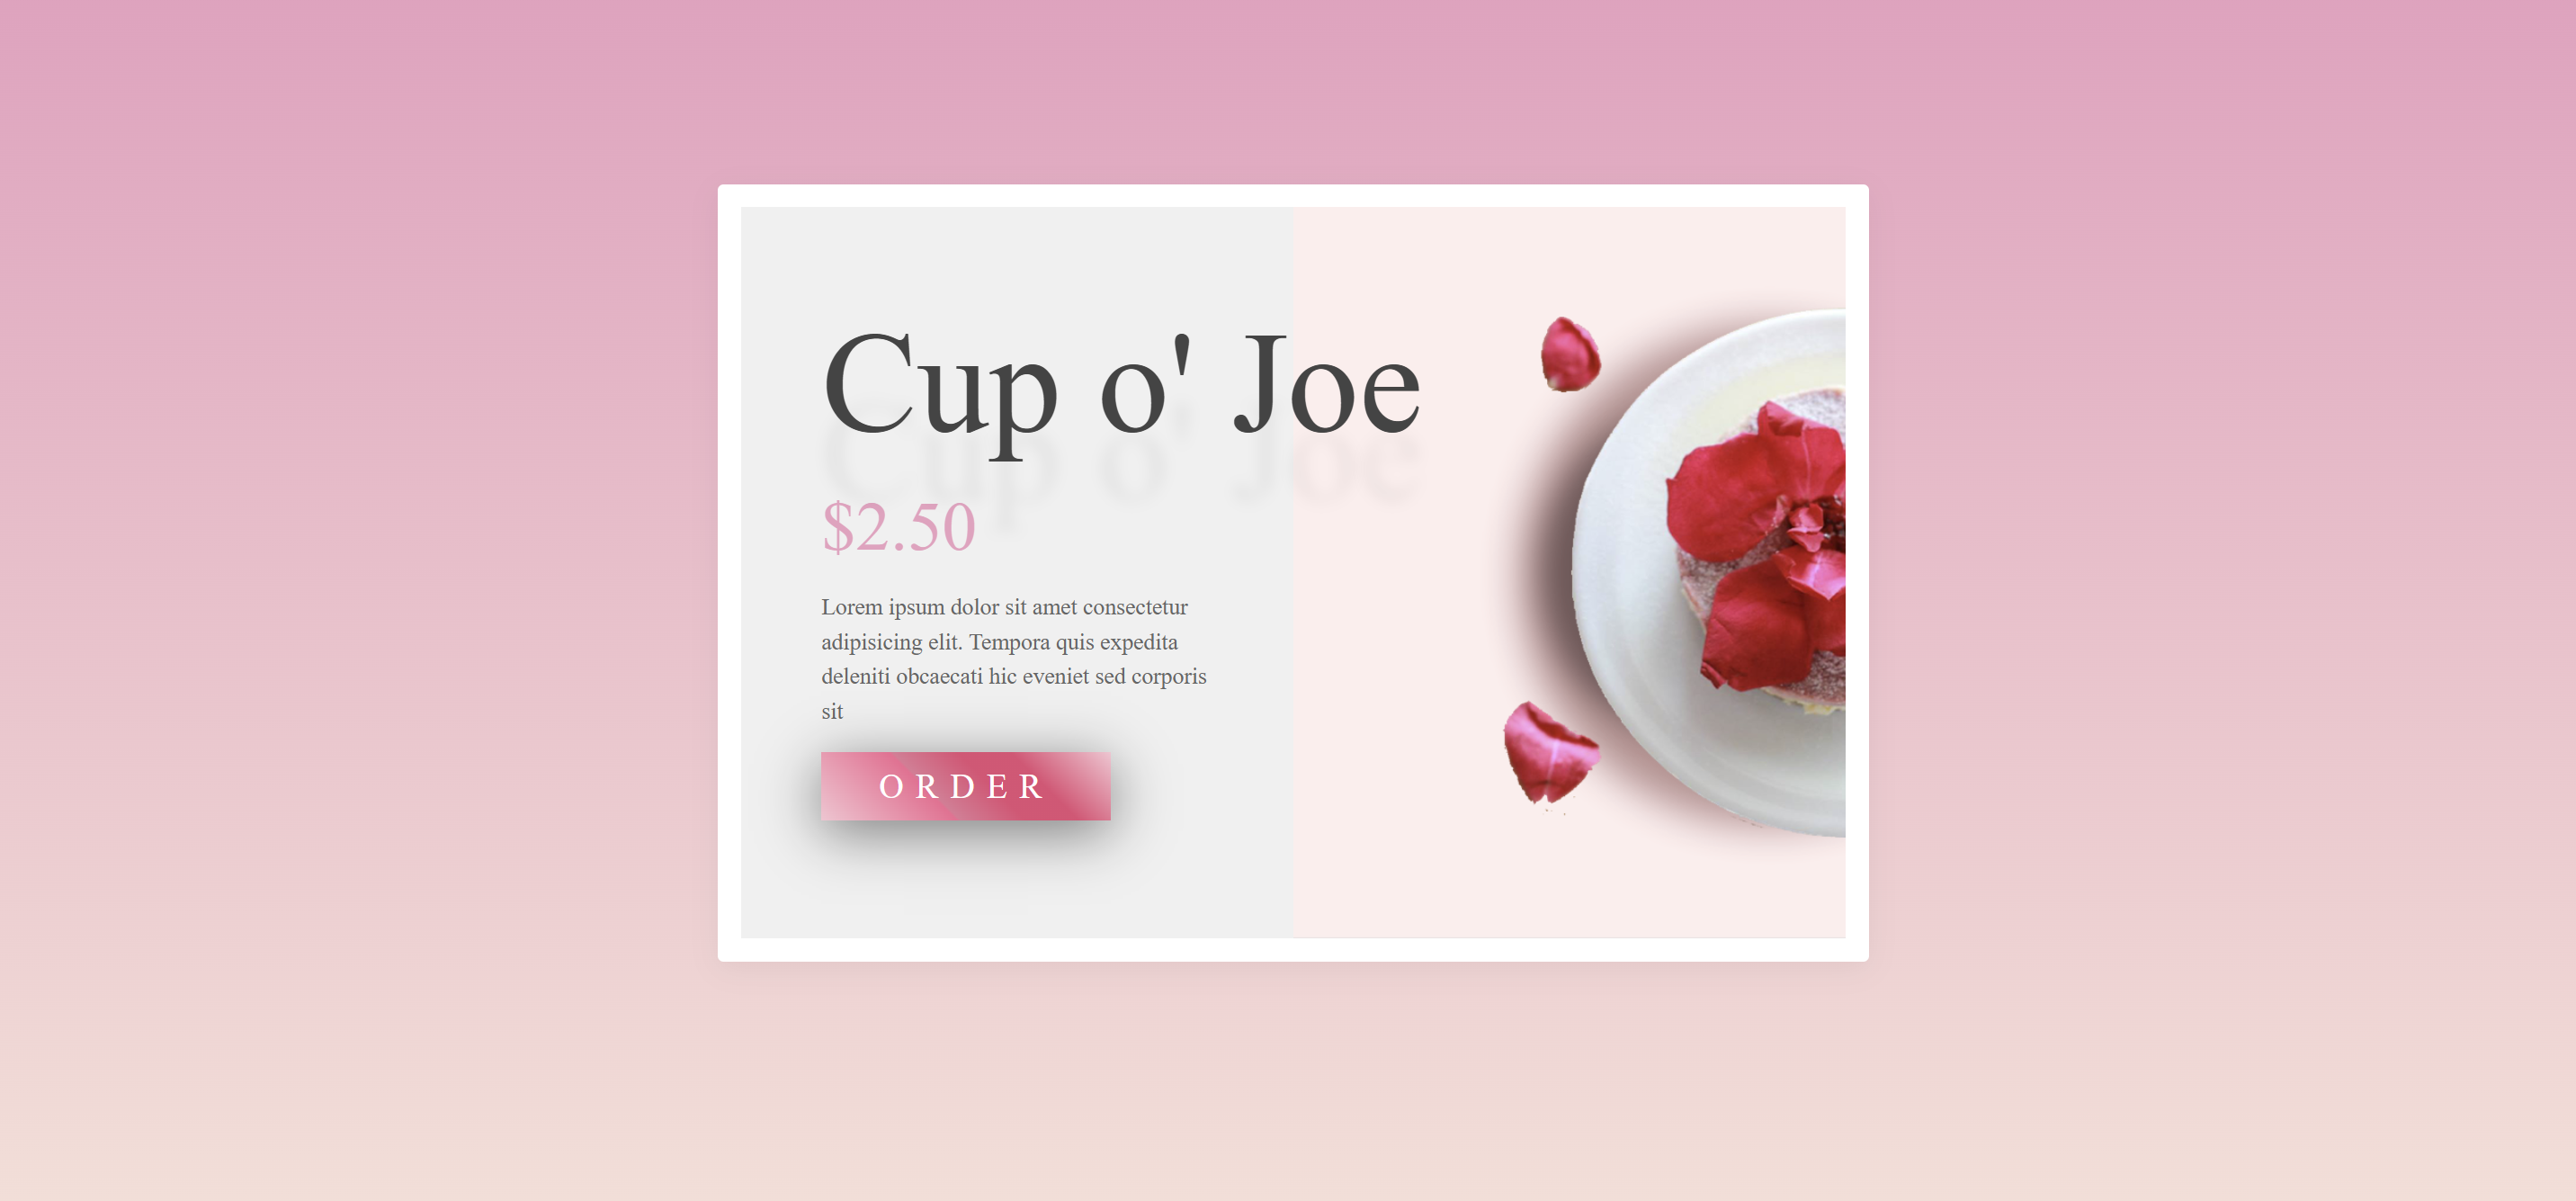 Cup o' Joe
$2.50
Lorem ipsum dolor sit amet consectetur
adipisicing elit. Tempora quis expedita
deleniti obcaecati hic eveniet sed corporis
sit
ORDER